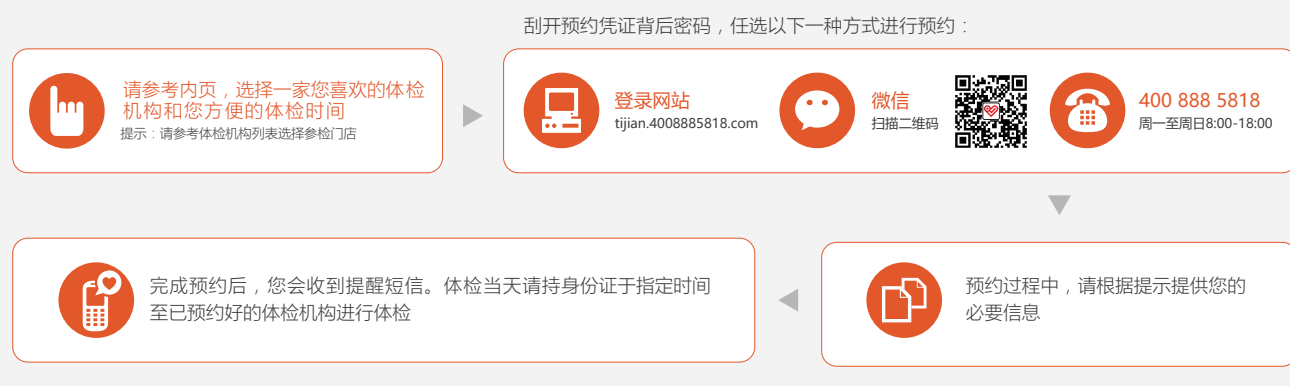 刮开预约凭证背后密码，任选以下一种方式进行预约：
请参考内页，选择一家您喜欢的体检
机构和您方便的体检时间
提示：请参考体检机构列表选择参检门店
登录网站
tijian.4008885818.com
微信
扫描二维码
400 888 5818
周一至周日8:00-18:00
预约过程中，请根据提示提供您的
必要信息
完成预约后，您会收到提醒短信。体检当天请持身份证于指定时间
至已预约好的体检机构进行体检